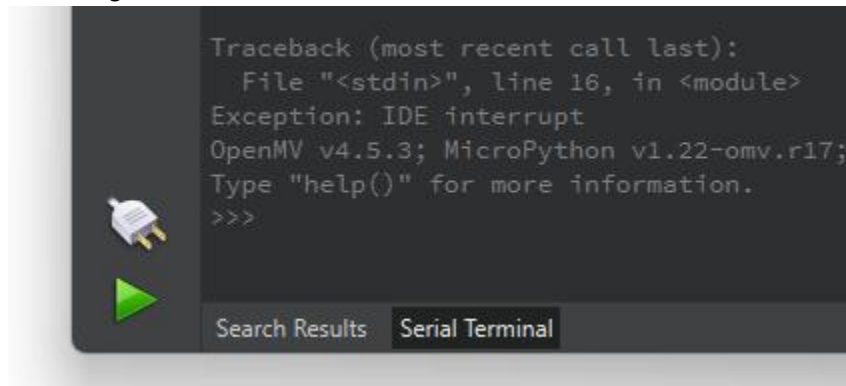 Traceback (most recent call last):
  File "<stdin>", line 16, in <module>
Exception: IDE interrupt
OpenMV v4.5.3; MicroPython v1.22-omv.r17;
Type "help()" for more information.
>>>
Search Results Serial Terminal